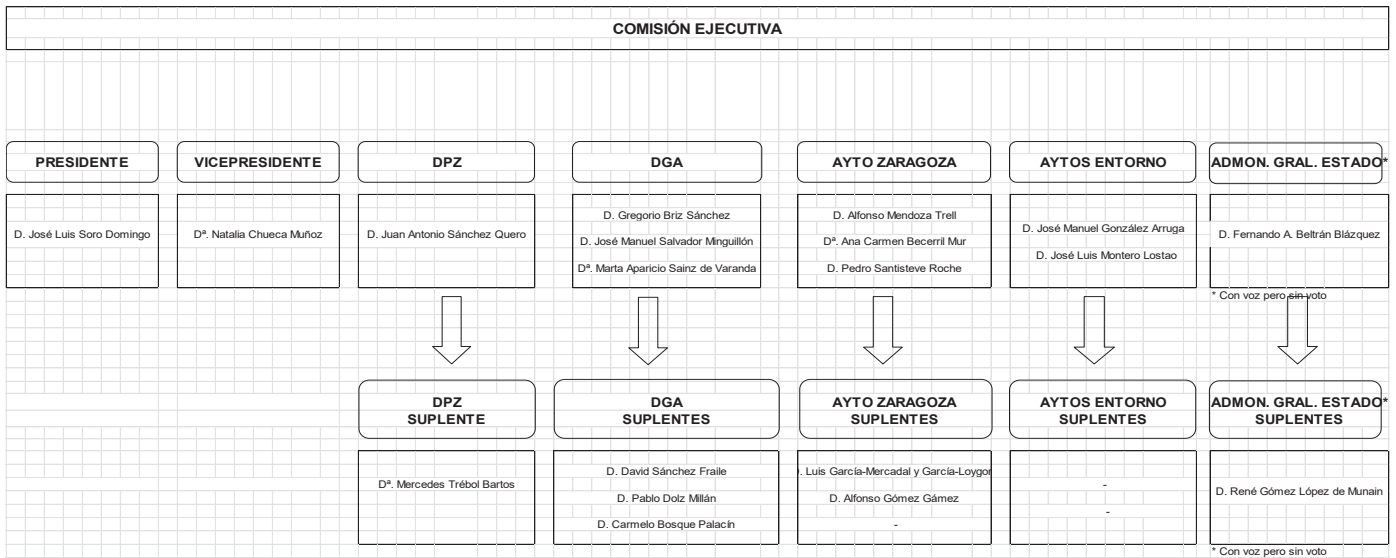 COMISIÓN EJECUTIVA
PRESIDENTE
D. José Luis Soro Domingo
VICEPRESIDENTE
Dª. Natalia Chueca Muñoz
DPZ
D. Juan Antonio Sánchez Quero
DGA
D. Gregorio Briz Sánchez
D. José Manuel Salvador Minguillón
Dª. Marta Aparicio Sainz de Varanda
AYTO ZARAGOZA
D. Alfonso Mendoza Trell
Dª. Ana Carmen Becerril Mur
D. Pedro Santisteve Roche
AYTOS ENTORNO
D. José Manuel González Arruga
D. José Luis Montero Lostao
ADMON. GRAL. ESTADO*
D. Fernando A. Beltrán Blázquez
* Con voz pero sin voto
DPZ
SUPLENTE
Dª. Mercedes Trébol Bartos
DGA
SUPLENTES
D. David Sánchez Fraile
D. Pablo Dolz Millán
D. Carmelo Bosque Palacín
AYTO ZARAGOZA
SUPLENTES
. Luis García-Mercadal y García-Loygor
D. Alfonso Gómez Gámez
-
AYTOS ENTORNO
SUPLENTES
-
-
ADMON. GRAL. ESTADO*
SUPLENTES
D. René Gómez López de Munain
* Con voz pero sin voto